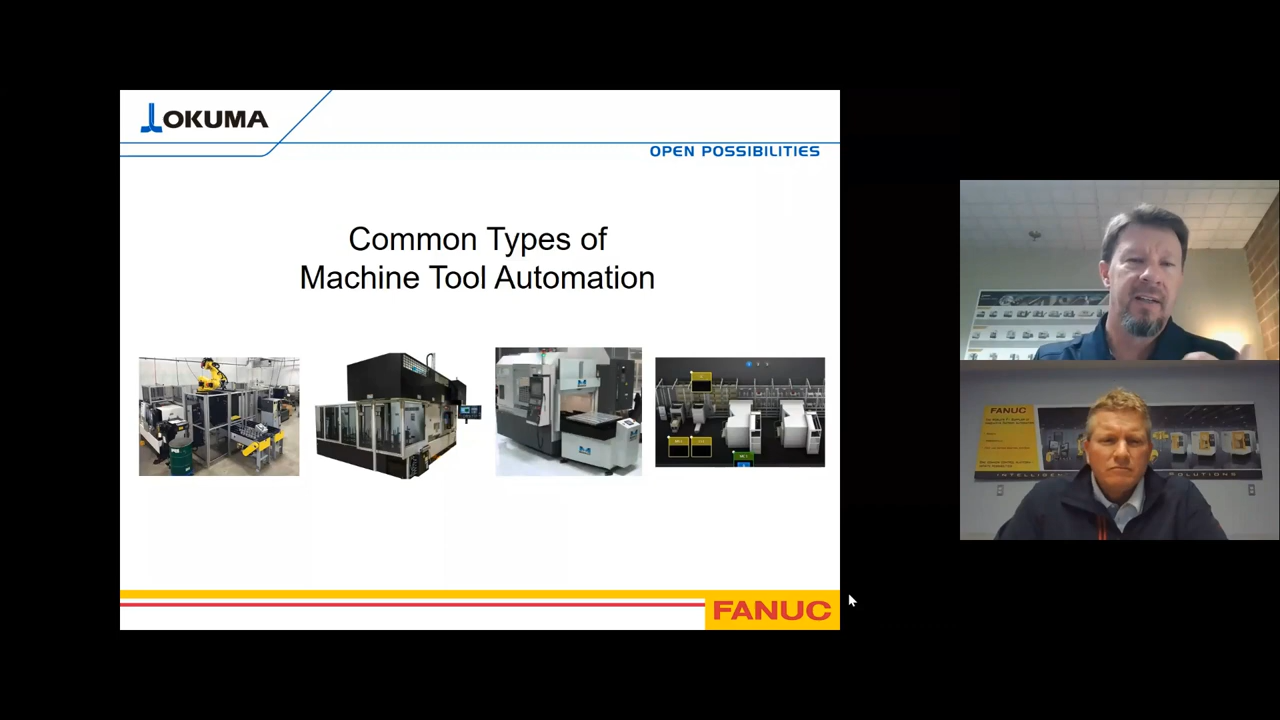 OKUMA
OPEN POSSIBILITIES
Common Types of
Machine Tool Automation
FANUC
FANUC